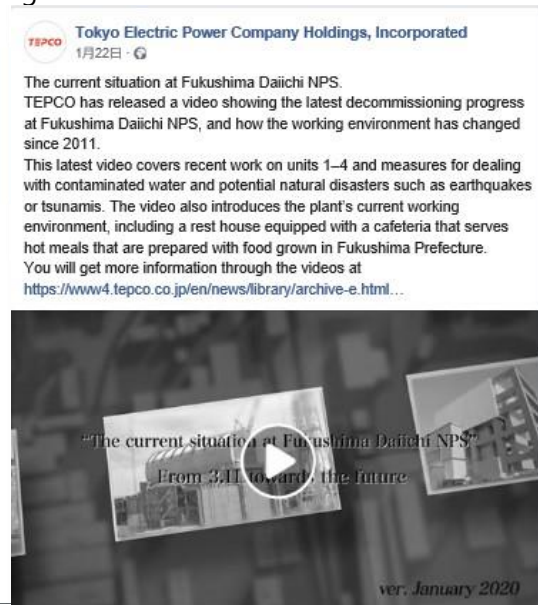 TEPCO
Tokyo Electric Power Company Holdings, Incorporated
1月22日 ·
The current situation at Fukushima Daiichi NPS.
TEPCO has released a video showing the latest decommissioning progress
at Fukushima Daiichi NPS, and how the working environment has changed
since 2011.
This latest video covers recent work on units 1–4 and measures for dealing
with contaminated water and potential natural disasters such as earthquakes
or tsunamis. The video also introduces the plant's current working
environment, including a rest house equipped with a cafeteria that serves
hot meals that are prepared with food grown in Fukushima Prefecture.
You will get more information through the videos at
https://www4.tepco.co.jp/en/news/library/archive-e.html...
"The current situation at Fukushima Daiichi NPS"
From 3.11 towards the future
ver. January 2020